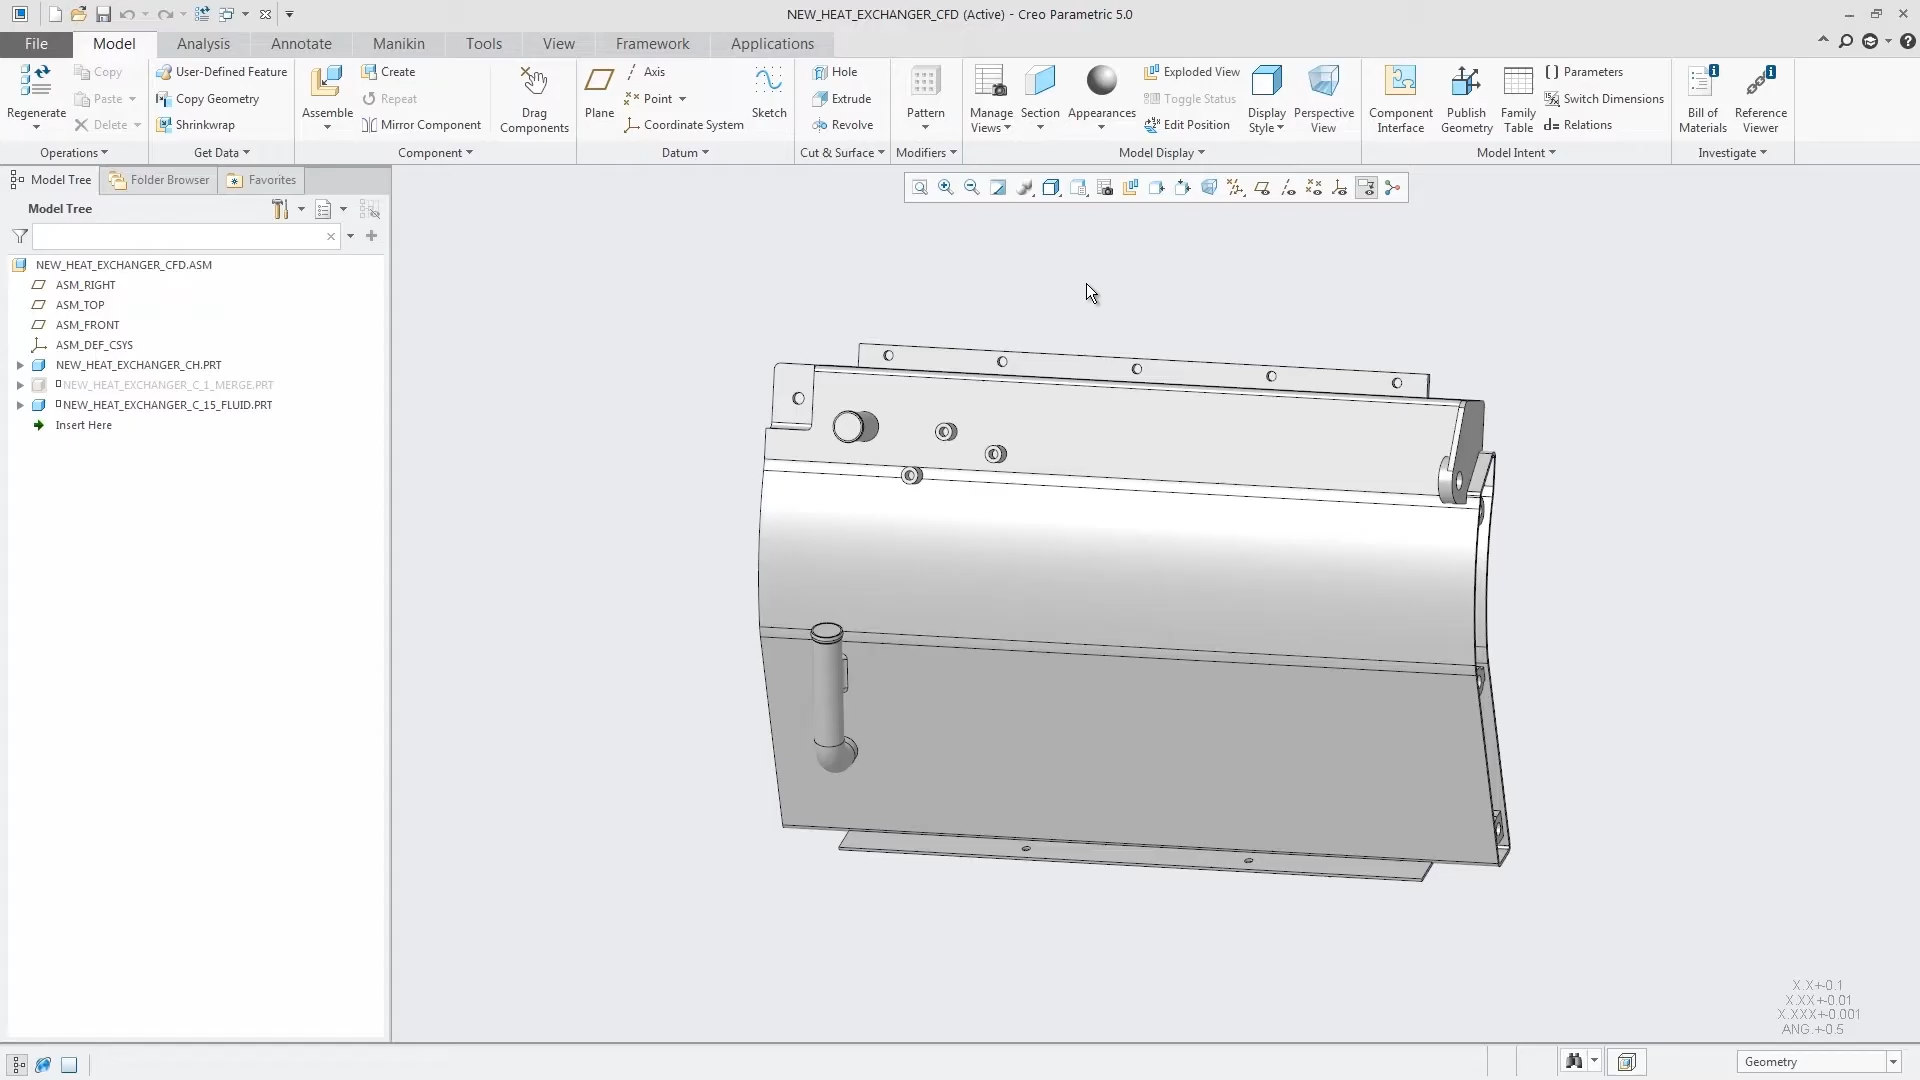 NEW_HEAT_EXCHANGER_CFD (Active) - Creo Parametric 5.0
File Model Analysis Annotate Manikin Tools View Framework Applications
Regenerate
Copy
Paste
Delete
Operations
User-Defined Feature
Copy Geometry
Shrinkwrap
Get Data
Assemble
Create
Repeat
Mirror Component
Drag Components
Component
Plane
Axis
Point
Coordinate System
Sketch
Datum
Hole
Extrude
Revolve
Cut & Surface
Pattern
Modifiers
Manage Views
Section
Appearances
Exploded View
Toggle Status
Edit Position
Display Style
Perspective View
Model Display
Component Interface
Publish Geometry
Family Table
Parameters
Switch Dimensions
Relations
Model Intent
Bill of Materials
Reference Viewer
Investigate
Model Tree Folder Browser Favorites
Model Tree
NEW_HEAT_EXCHANGER_CFD.ASM
ASM_RIGHT
ASM_TOP
ASM_FRONT
ASM_DEF_CSYS
NEW_HEAT_EXCHANGER_CH.PRT
NEW_HEAT_EXCHANGER_C_1_MERGE.PRT
NEW_HEAT_EXCHANGER_C_15_FLUID.PRT
Insert Here
X.X+-0.1
X.XX+-0.01
X.XXX+-0.001
ANG.+-0.5
Geometry